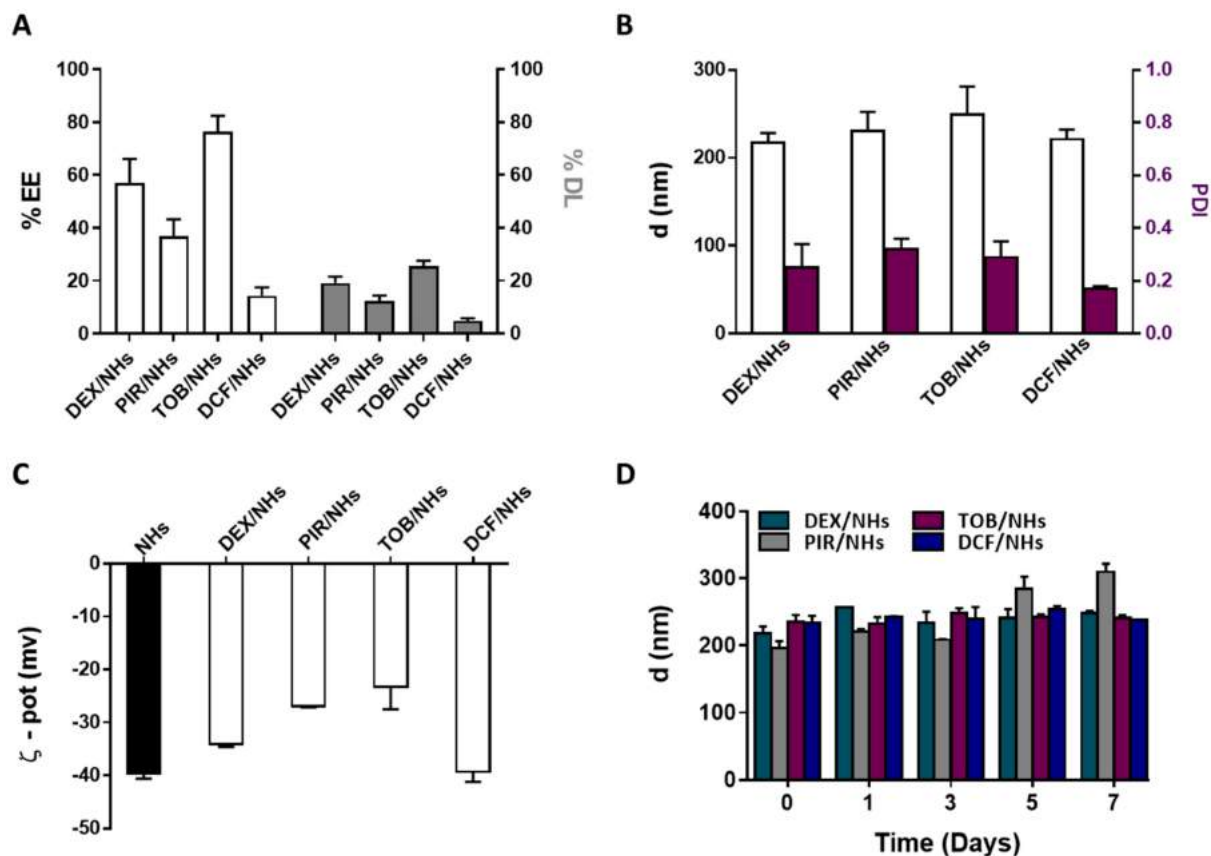 A
100
80
60
40
20
0
% EE
100
80
60
40
20
0
% DL
DEX/NHs
PIR/NHs
TOB/NHs
DCF/NHs
DEX/NHs
PIR/NHs
TOB/NHs
DCF/NHs
B
300
200
100
0
d (nm)
1.0
0.8
0.6
0.4
0.2
0.0
PDI
DEX/NHs
PIR/NHs
TOB/NHs
DCF/NHs
C
NHs
DEX/NHs
PIR/NHs
TOB/NHs
DCF/NHs
0
-10
-20
-30
-40
-50
ζ - pot (mv)
D
DEX/NHs
TOB/NHs
PIR/NHs
DCF/NHs
400
300
200
100
0
d (nm)
0 1 3 5 7
Time (Days)